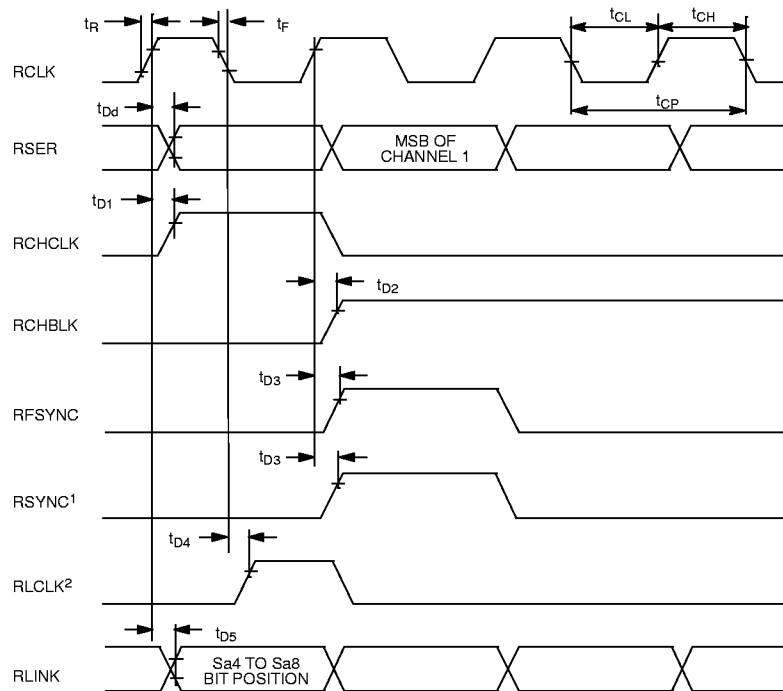 tR
tF
tCL
tCH
RCLK
tCP
tDd
RSER
MSB OF
CHANNEL 1
tD1
RCHCLK
tD2
RCHBLK
tD3
RFSYNC
tD3
RSYNC¹
tD4
RLCLK²
tD5
RLINK
Sa4 TO Sa8
BIT POSITION